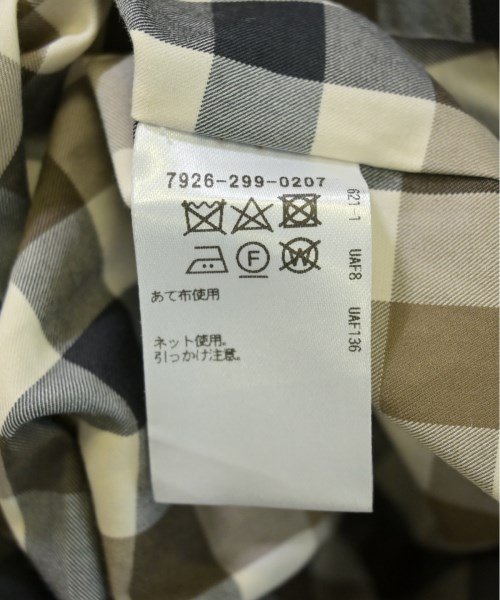 7926-299-0207
F
W
あて布使用
ネット使用。
引っかけ注意。
621-1 UAF8 UAF136